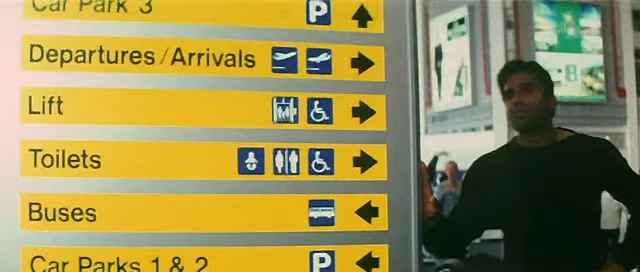 Car Park 3 P
Departures/Arrivals
Lift
Toilets
Buses
Car Parks 1 & 2 P